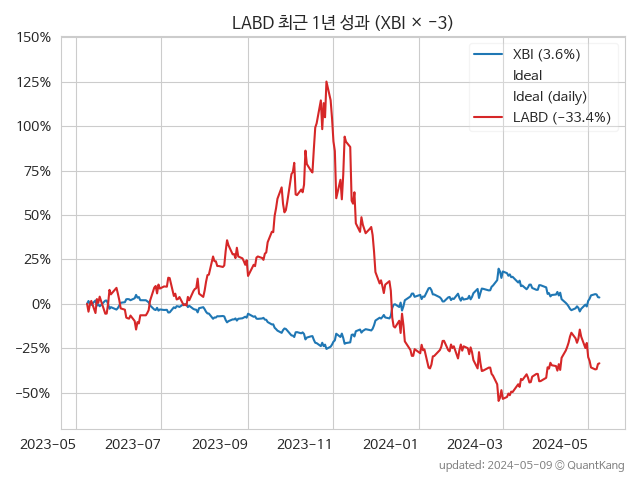 LABD 최근 1년 성과 (XBI × −3)
150%
125%
100%
75%
50%
25%
0%
−25%
−50%
XBI (3.6%)
Ideal
Ideal (daily)
LABD (−33.4%)
2023-05
2023-07
2023-09
2023-11
2024-01
2024-03
2024-05
updated: 2024-05-09 © QuantKang